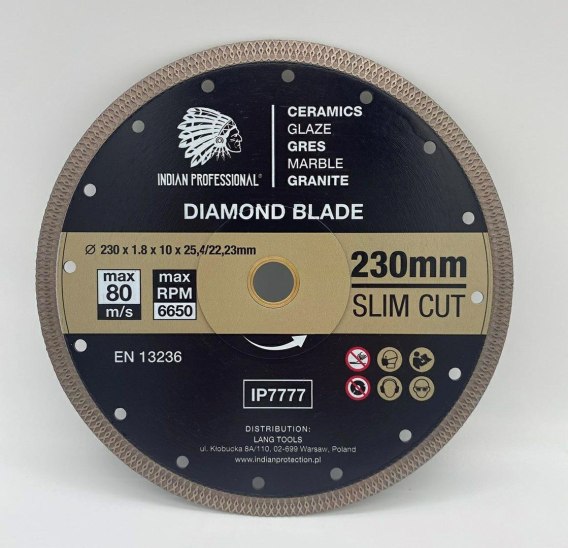 CERAMICS
GLAZE
GRES
MARBLE
GRANITE
INDIAN PROFESSIONAL®
DIAMOND BLADE
Ø 230 x 1.8 x 10 x 25,4/22,23mm
max
80
m/s
max
RPM
6650
230mm
SLIM CUT
EN 13236
IP7777
DISTRIBUTION:
LANG TOOLS
ul. Kłobucka 8A/110, 02-699 Warsaw, Poland
www.indianprotection.pl